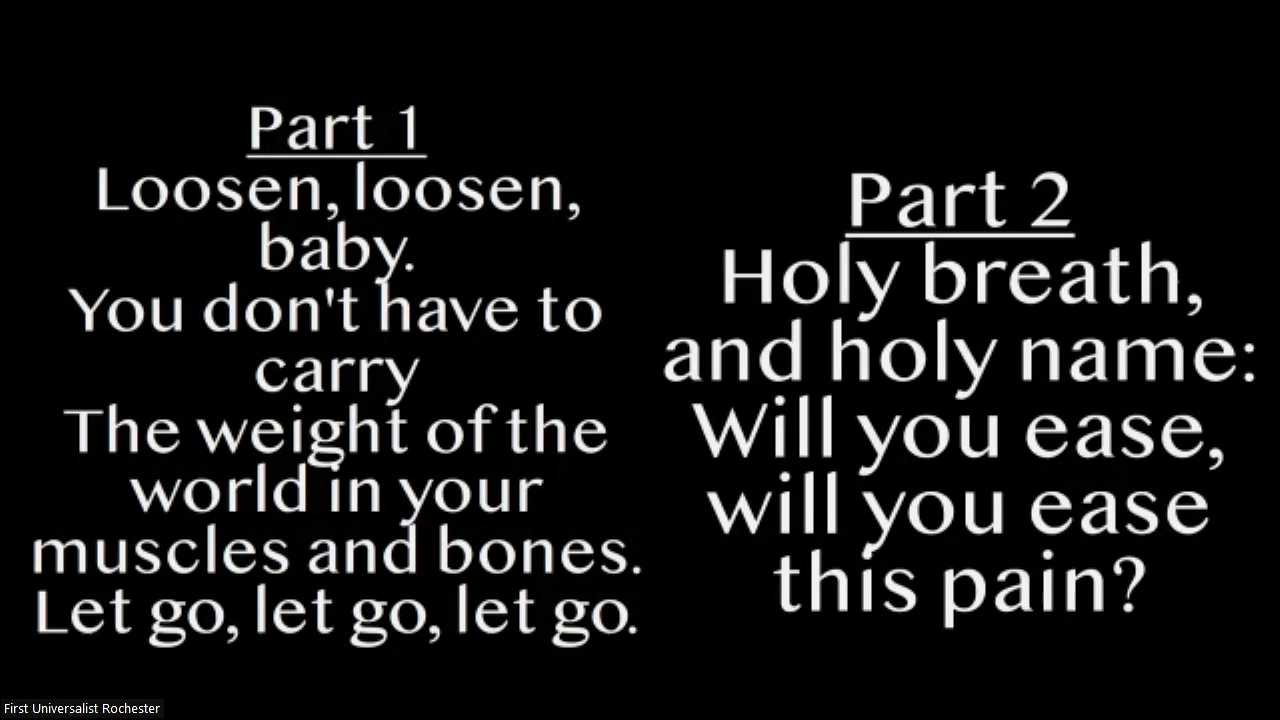 Part 1
Loosen, loosen,
baby.
You don't have to
carry
The weight of the
world in your
muscles and bones.
Let go, let go, let go.
Part 2
Holy breath,
and holy name:
Will you ease,
will you ease
this pain?
First Universalist Rochester